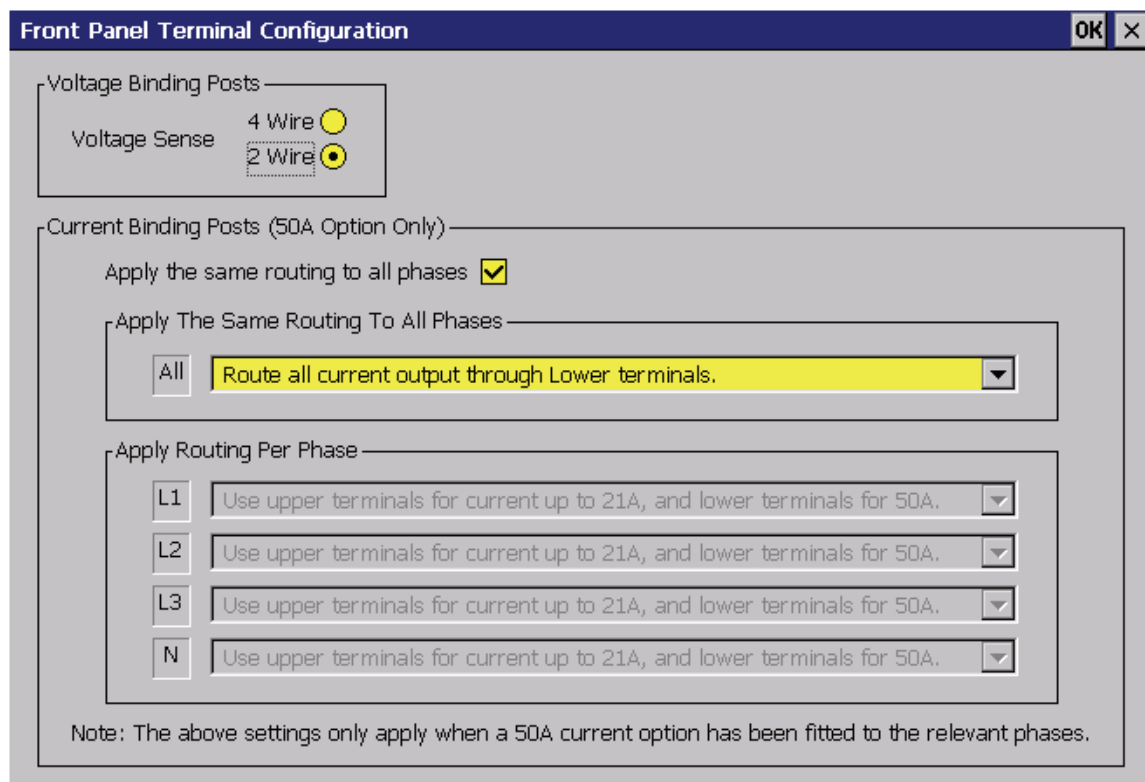 Front Panel Terminal Configuration OK ×
Voltage Binding Posts
Voltage Sense
4 Wire
2 Wire
Current Binding Posts (50A Option Only)
Apply the same routing to all phases
Apply The Same Routing To All Phases
All Route all current output through Lower terminals.
Apply Routing Per Phase
L1 Use upper terminals for current up to 21A, and lower terminals for 50A.
L2 Use upper terminals for current up to 21A, and lower terminals for 50A.
L3 Use upper terminals for current up to 21A, and lower terminals for 50A.
N Use upper terminals for current up to 21A, and lower terminals for 50A.
Note: The above settings only apply when a 50A current option has been fitted to the relevant phases.